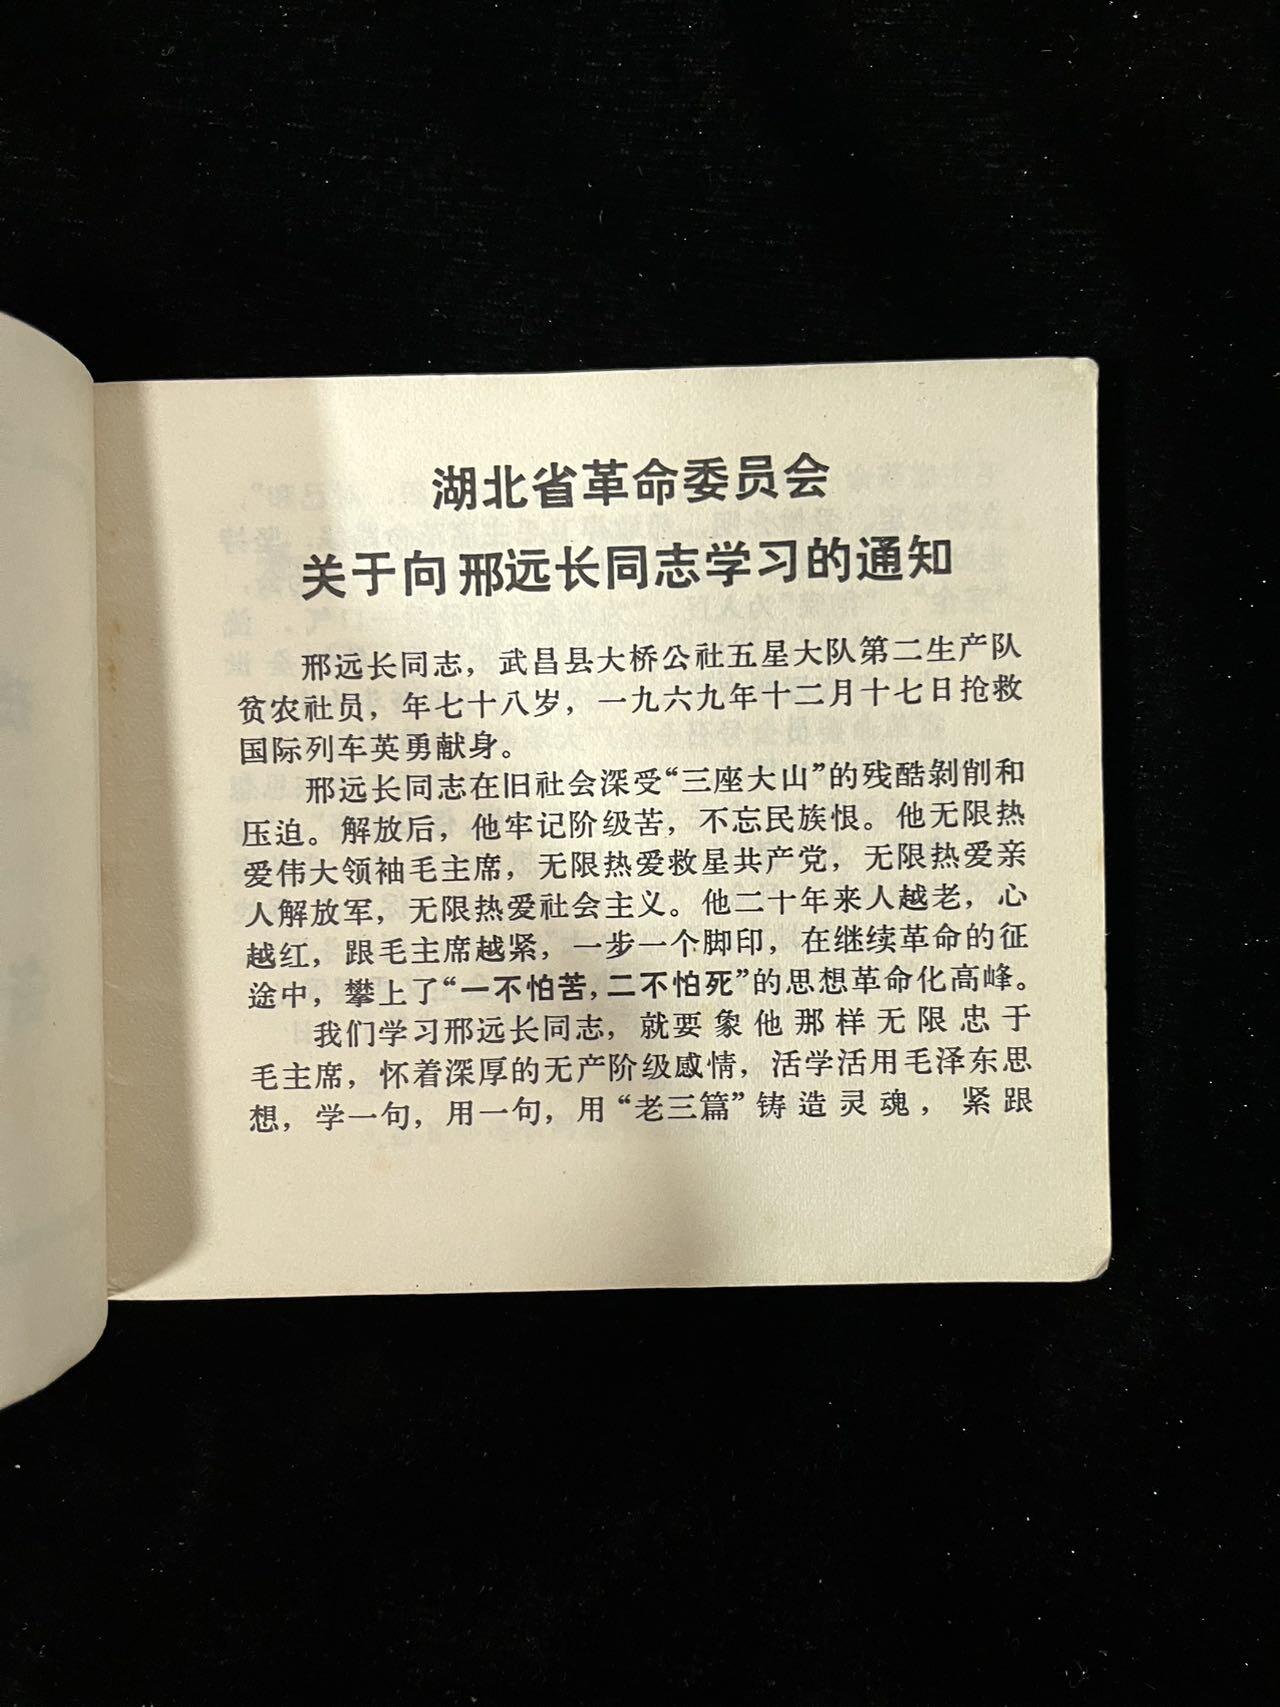 湖北省革命委员会
关于向邢远长同志学习的通知
邢远长同志，武昌县大桥公社五星大队第二生产队
贫农社员，年七十八岁，一九六九年十二月十七日抢救
国际列车英勇献身。
邢远长同志在旧社会深受“三座大山”的残酷剥削和
压迫。解放后，他牢记阶级苦，不忘民族恨。他无限热
爱伟大领袖毛主席，无限热爱救星共产党，无限热爱亲
人解放军，无限热爱社会主义。他二十年来人越老，心
越红，跟毛主席越紧，一步一个脚印，在继续革命的征
途中，攀上了“一不怕苦，二不怕死”的思想革命化高峰。
我们学习邢远长同志，就要象他那样无限忠于
毛主席，怀着深厚的无产阶级感情，活学活用毛泽东思
想，学一句，用一句，用“老三篇”铸造灵魂，紧跟